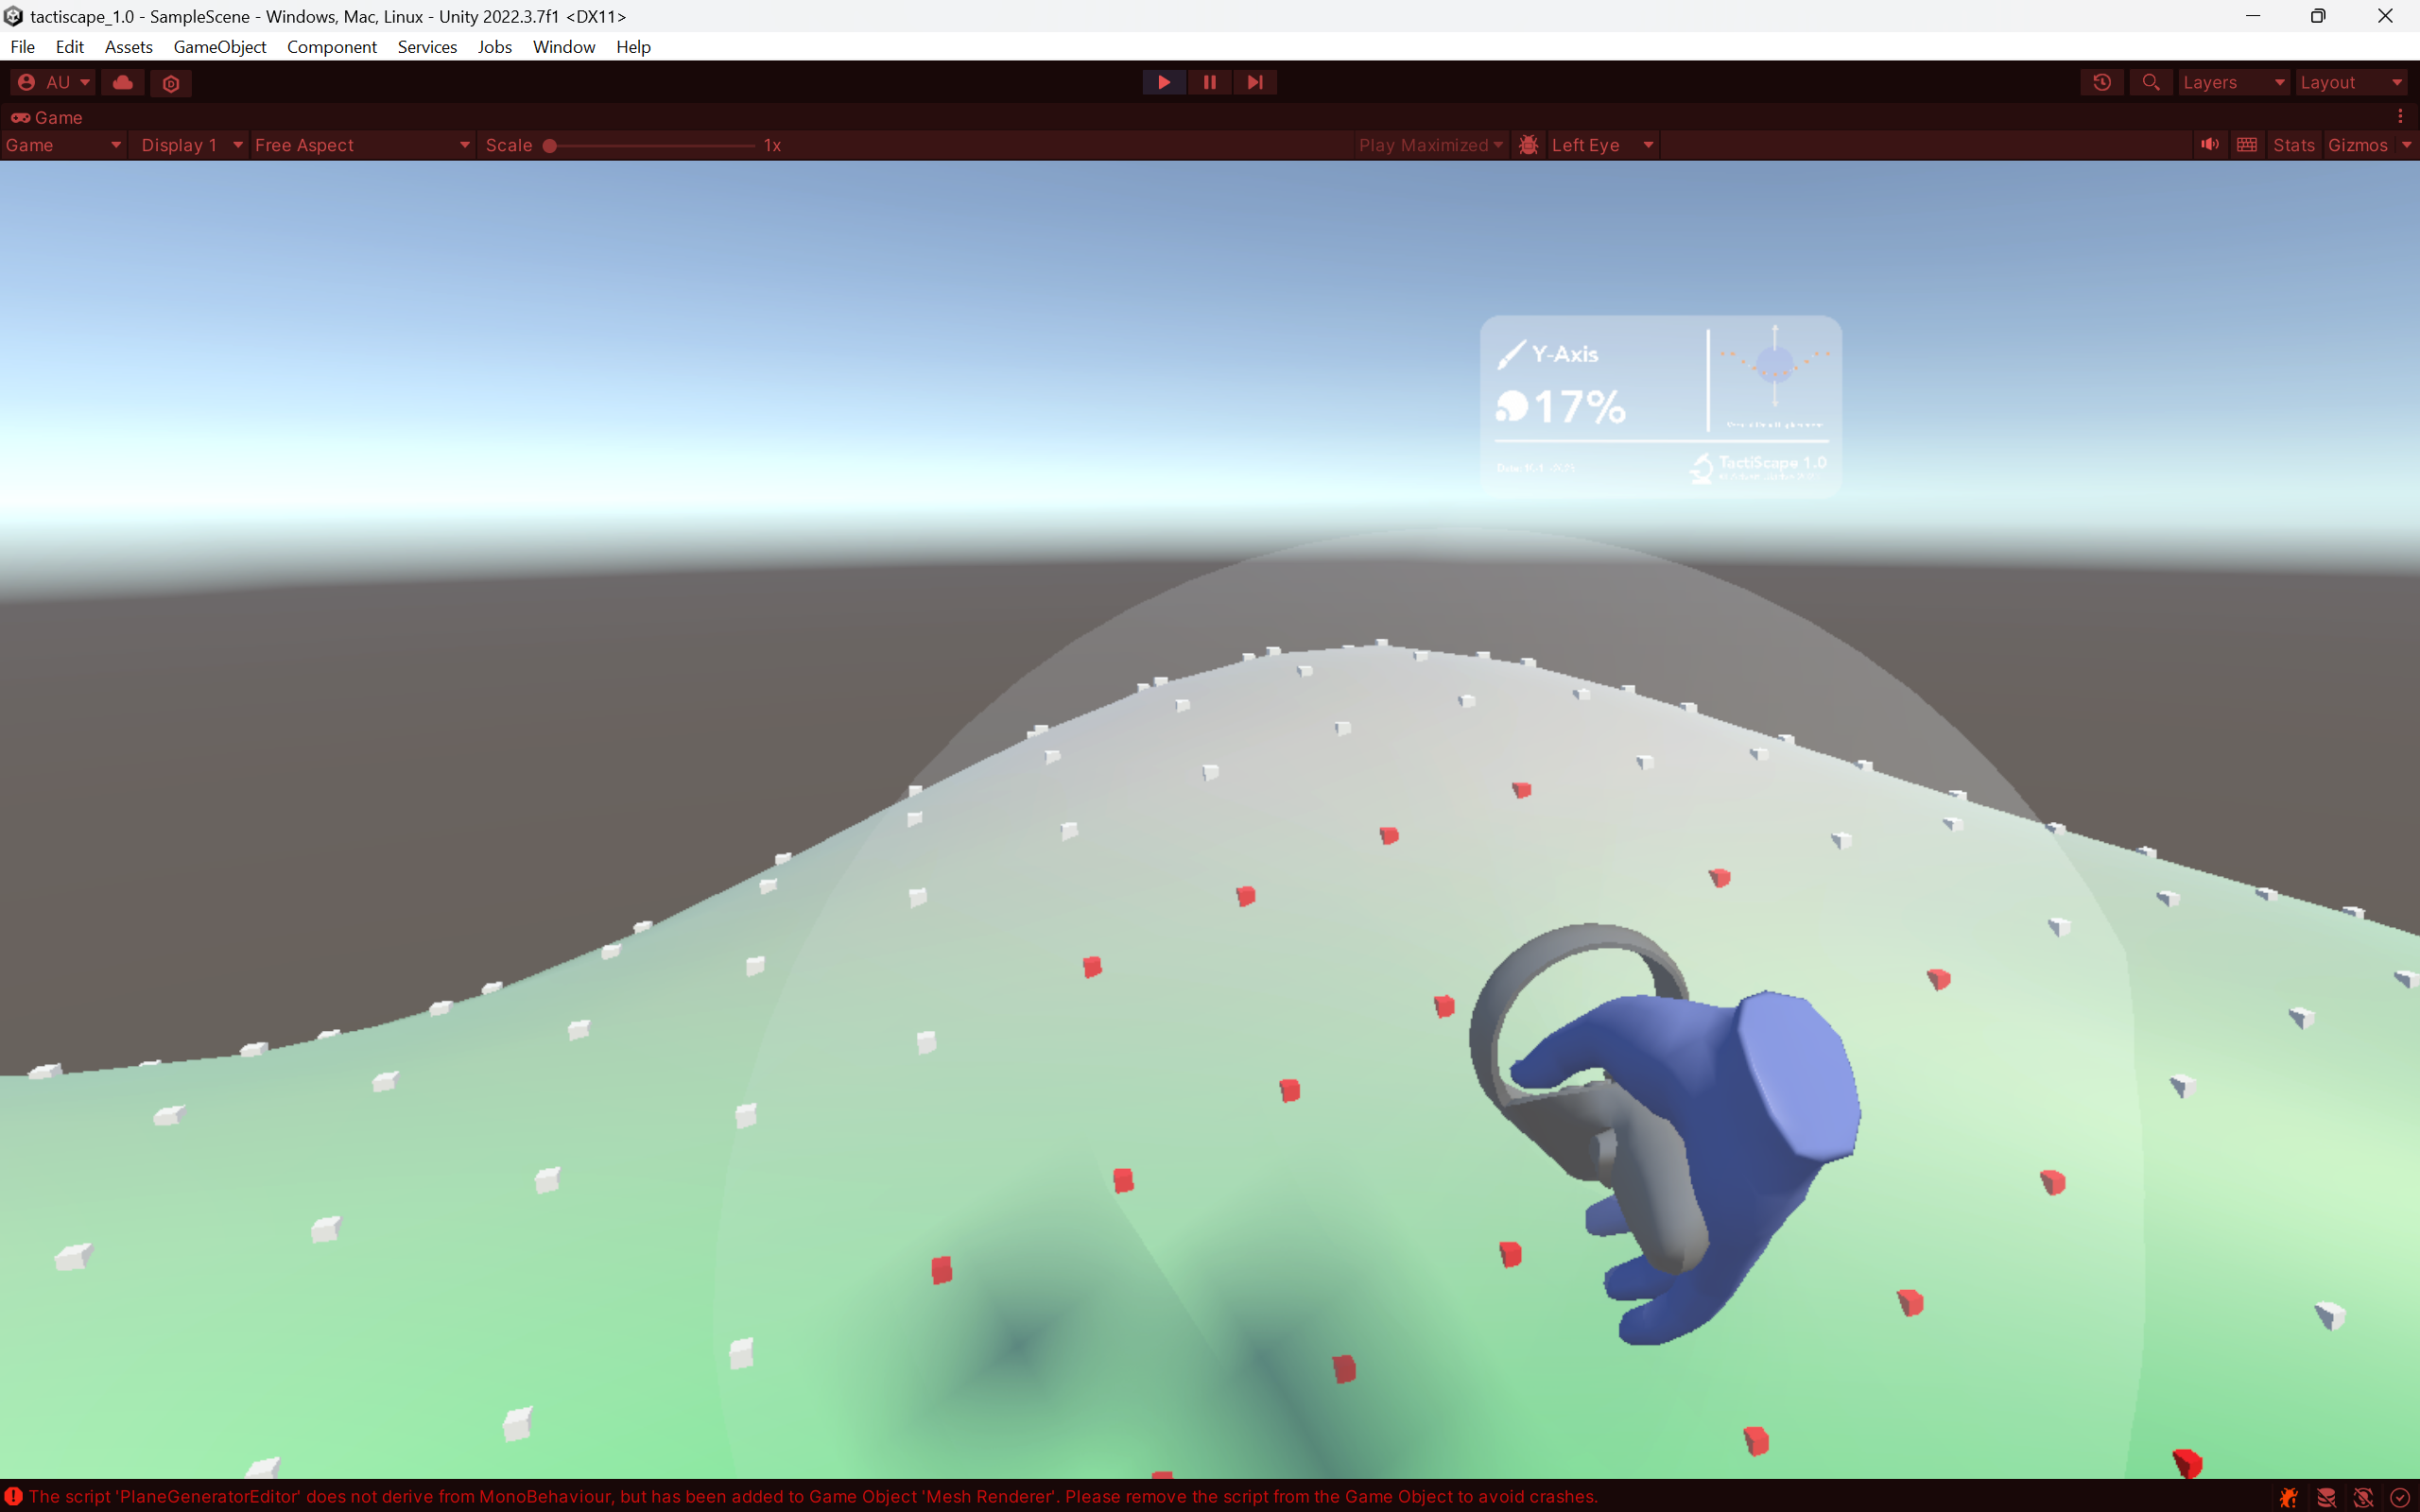 tactiscape_1.0 - SampleScene - Windows, Mac, Linux - Unity 2022.3.7f1 <DX11>
File Edit Assets GameObject Component Services Jobs Window Help
AU Layers Layout
Game
Game Display 1 Free Aspect Scale 1x Play Maximized Left Eye Stats Gizmos
Y-Axis
17%
TactiScape 1.0
The script 'PlaneGeneratorEditor' does not derive from MonoBehaviour, but has been added to Game Object 'Mesh Renderer'. Please remove the script from the Game Object to avoid crashes.